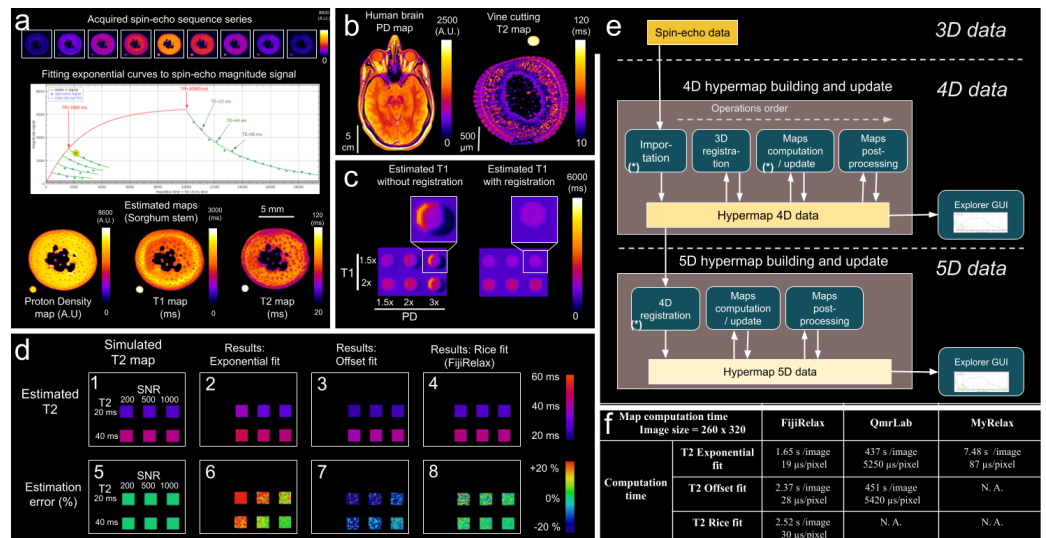 a
Acquired spin-echo sequence series
8600
(A.U.)
0
Fitting exponential curves to spin-echo magnitude signal
TR=10000 ms
TR=1600 ms
Magnitude signal
Estimated maps
(Sorghum stem)
5 mm
8600
(A.U.)
0
3000
(ms)
0
120
(ms)
20
Proton Density
map (A.U)
T1 map
(ms)
T2 map
(ms)
b
Human brain
PD map
2500
(A.U.)
0
5
cm
Vine cutting
T2 map
120
(ms)
10
500
µm
c
Estimated T1
without registration
Estimated T1
with registration
6000
(ms)
0
T1
1.5x
2x
1.5x 2x 3x
PD
d
Simulated
T2 map
Results:
Exponential fit
Results:
Offset fit
Results: Rice fit
(FijiRelax)
Estimated
T2
1
SNR
T2 200 500 1000
20 ms
40 ms
2
3
4
60 ms
40 ms
20 ms
Estimation
error (%)
5
SNR
T2 200 500 1000
20 ms
40 ms
6
7
8
+20 %
0%
-20 %
e
Spin-echo data
3D data
4D data
4D hypermap building and update
Operations order
Impor-
tation
(*)
3D
registra-
tion
Maps
computation
(*) / update
Maps
post-
processing
Hypermap 4D data
Explorer GUI
5D data
5D hypermap building and update
4D
registration
(*)
Maps
computation
/ update
Maps
post-
processing
Hypermap 5D data
Explorer GUI
f
Map computation time
Image size = 260 x 320
FijiRelax
QmrLab
MyRelax
Computation
time
T2 Exponential
fit
1.65 s /image
19 µs/pixel
437 s /image
5250 µs/pixel
7.48 s /image
87 µs/pixel
T2 Offset fit
2.37 s /image
28 µs/pixel
451 s /image
5420 µs/pixel
N. A.
T2 Rice fit
2.52 s /image
30 µs/pixel
N. A.
N. A.